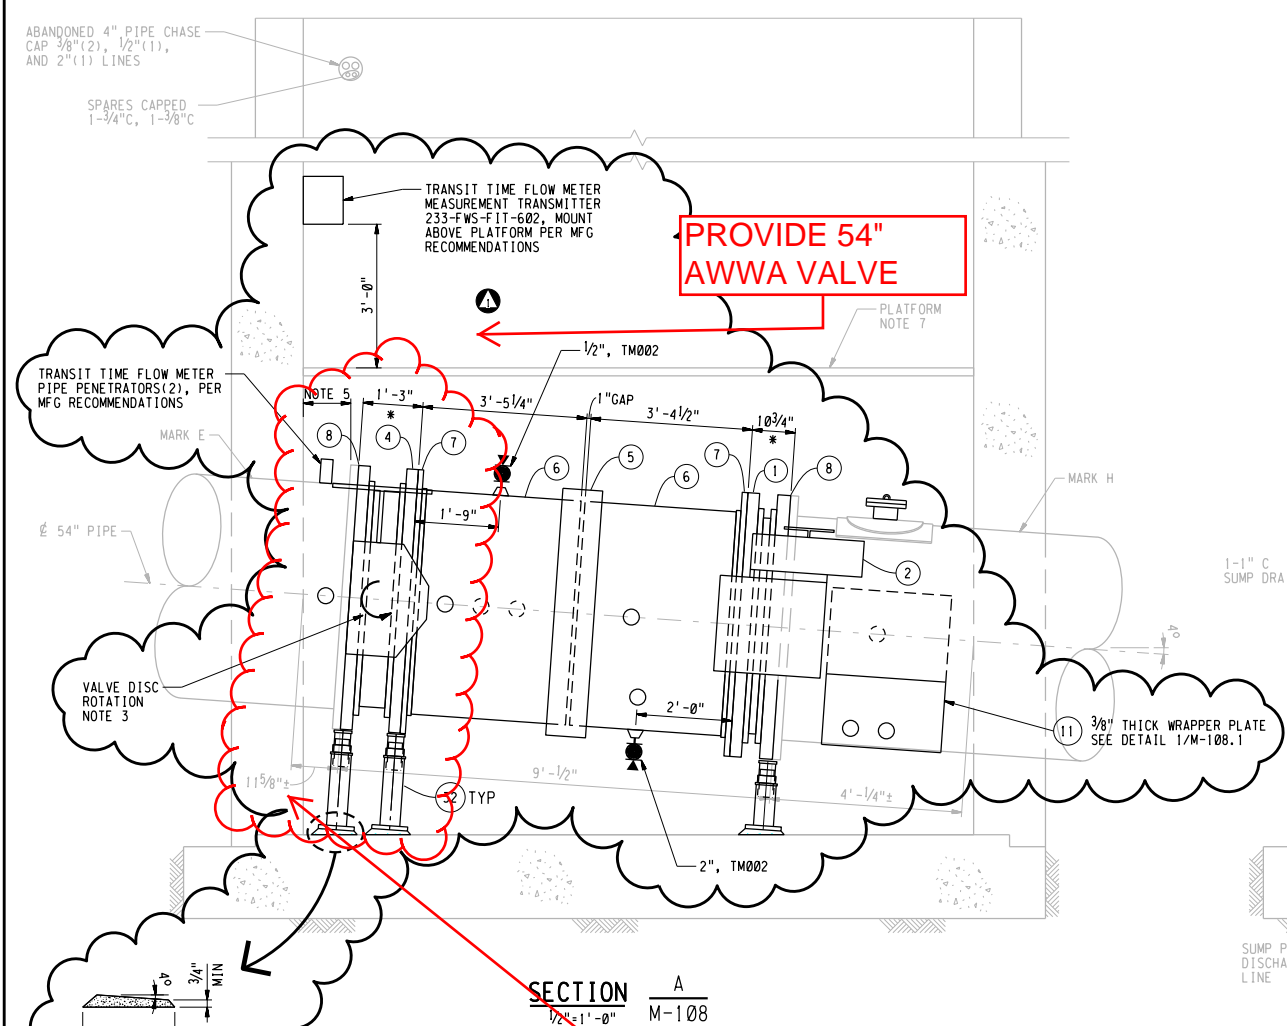 ABANDONED 4" PIPE CHASE
CAP 3/8"(2), 1/2"(1),
AND 2"(1) LINES
SPARES CAPPED
1-3/4"C, 1-3/8"C
TRANSIT TIME FLOW METER
MEASUREMENT TRANSMITTER
233-FWS-FIT-602, MOUNT
ABOVE PLATFORM PER MFG
RECOMMENDATIONS
PROVIDE 54"
AWWA VALVE
3'-0"
1
PLATFORM
NOTE 7
1/2", TM002
TRANSIT TIME FLOW METER
PIPE PENETRATORS(2), PER
MFG RECOMMENDATIONS
NOTE 5
1'-3"
*
3'-5 1/4"
1"GAP
3'-4 1/2"
10 3/4"
*
MARK E
8
4
7
6
5
6
7
1
8
MARK H
1'-9"
℄ 54" PIPE
2
1-1" C
SUMP DRA
4°
VALVE DISC
ROTATION
NOTE 3
2'-0"
11
3/8" THICK WRAPPER PLATE
SEE DETAIL 1/M-108.1
11 5/8"±
9'-1/2"
4'-1/4"±
32 TYP
2", TM002
SUMP P
DISCHA
LINE
4°
3/4"
MIN
SECTION
A
1/2"=1'-0"
M-108